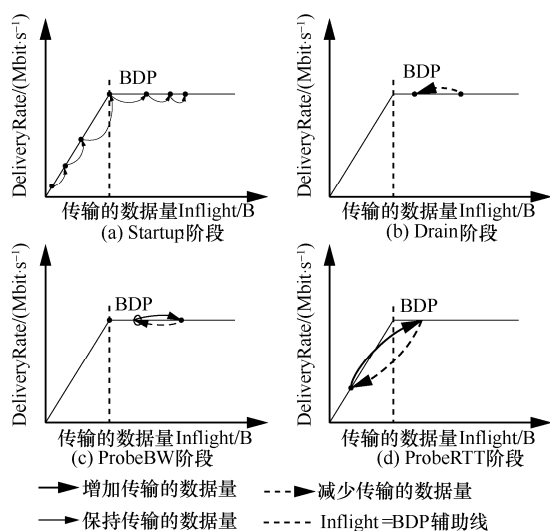 BDP
DeliveryRate/(Mbit·s⁻¹)
传输的数据量Inflight/B
(a) Startup阶段
BDP
DeliveryRate/(Mbit·s⁻¹)
传输的数据量Inflight/B
(b) Drain阶段
BDP
DeliveryRate/(Mbit·s⁻¹)
传输的数据量Inflight/B
(c) ProbeBW阶段
BDP
DeliveryRate/(Mbit·s⁻¹)
传输的数据量Inflight/B
(d) ProbeRTT阶段
增加传输的数据量
减少传输的数据量
保持传输的数据量
Inflight=BDP辅助线